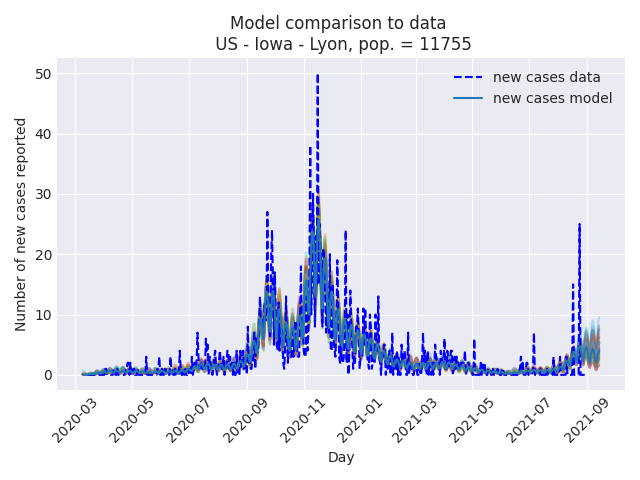 Model comparison to data
US - Iowa - Lyon, pop. = 11755
new cases data
new cases model
Number of new cases reported
50
40
30
20
10
0
2020-03
2020-05
2020-07
2020-09
2020-11
2021-01
2021-03
2021-05
2021-07
2021-09
Day